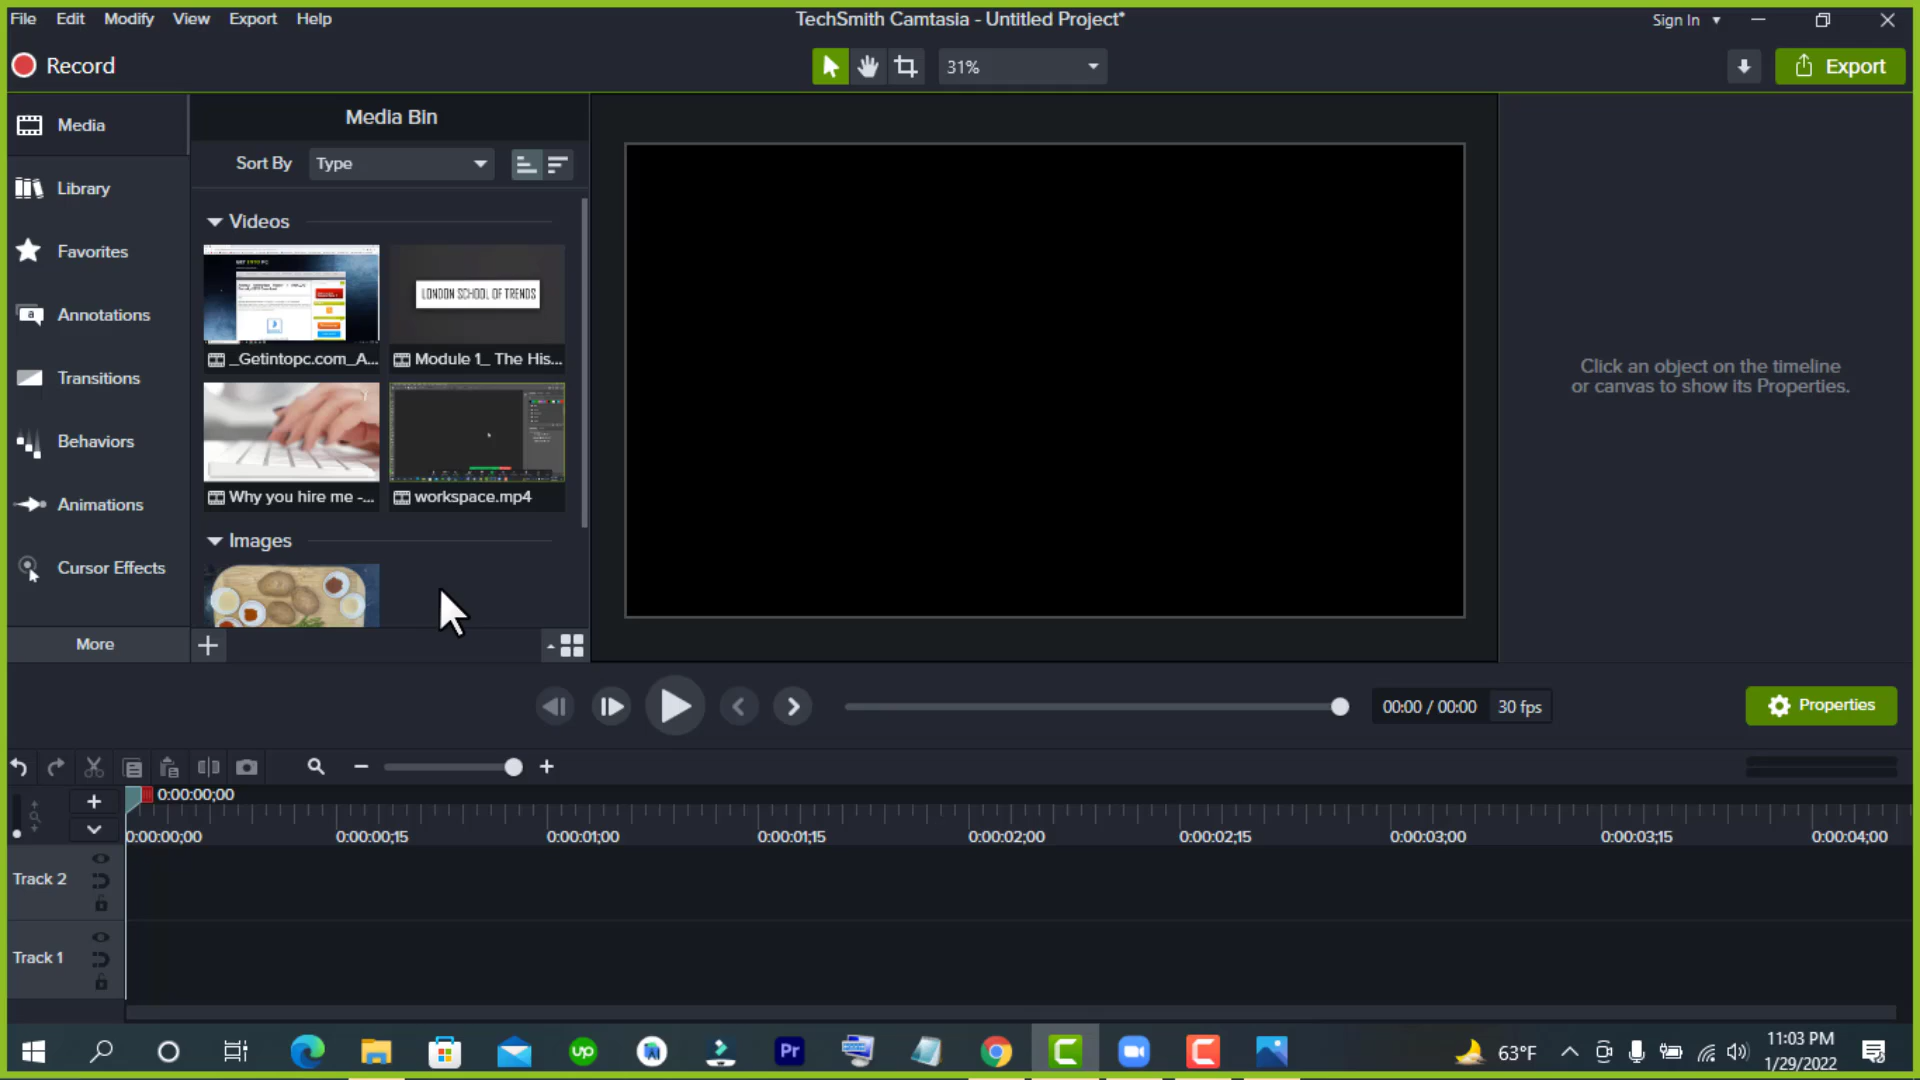 File Edit Modify View Export Help
TechSmith Camtasia - Untitled Project*
Sign In
Record
31%
Export
Media
Library
Favorites
Annotations
Transitions
Behaviors
Animations
Cursor Effects
More
Media Bin
Sort By Type
Videos
LONDON SCHOOL OF TRENDS
_Getintopc.com_A...
Module 1_ The His...
Why you hire me -...
workspace.mp4
Images
Click an object on the timeline
or canvas to show its Properties.
00:00 / 00:00
30 fps
Properties
0:00:00;00
0:00:00;00
0:00:00;15
0:00:01;00
0:00:01;15
0:00:02;00
0:00:02;15
0:00:03;00
0:00:03;15
0:00:04;00
Track 2
Track 1
up
Pr
63°F
11:03 PM
1/29/2022